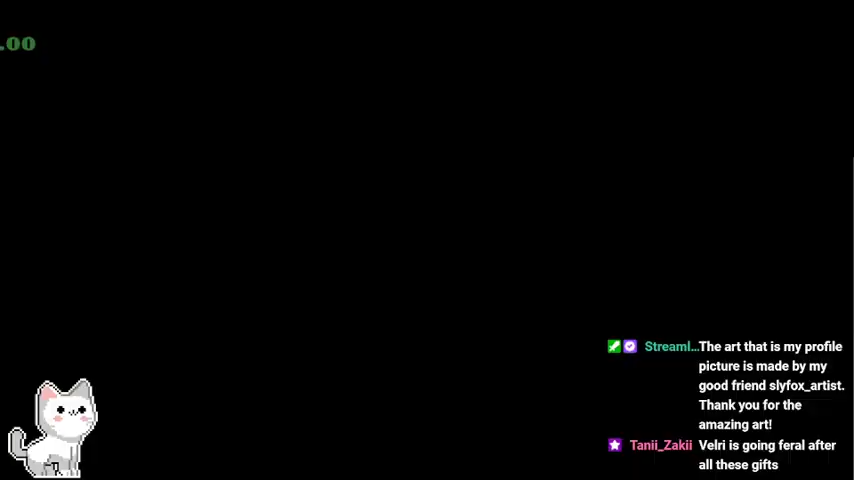 .00
Streaml... The art that is my profile
picture is made by my
good friend slyfox_artist.
Thank you for the
amazing art!
Tanii_Zakii Velri is going feral after
all these gifts